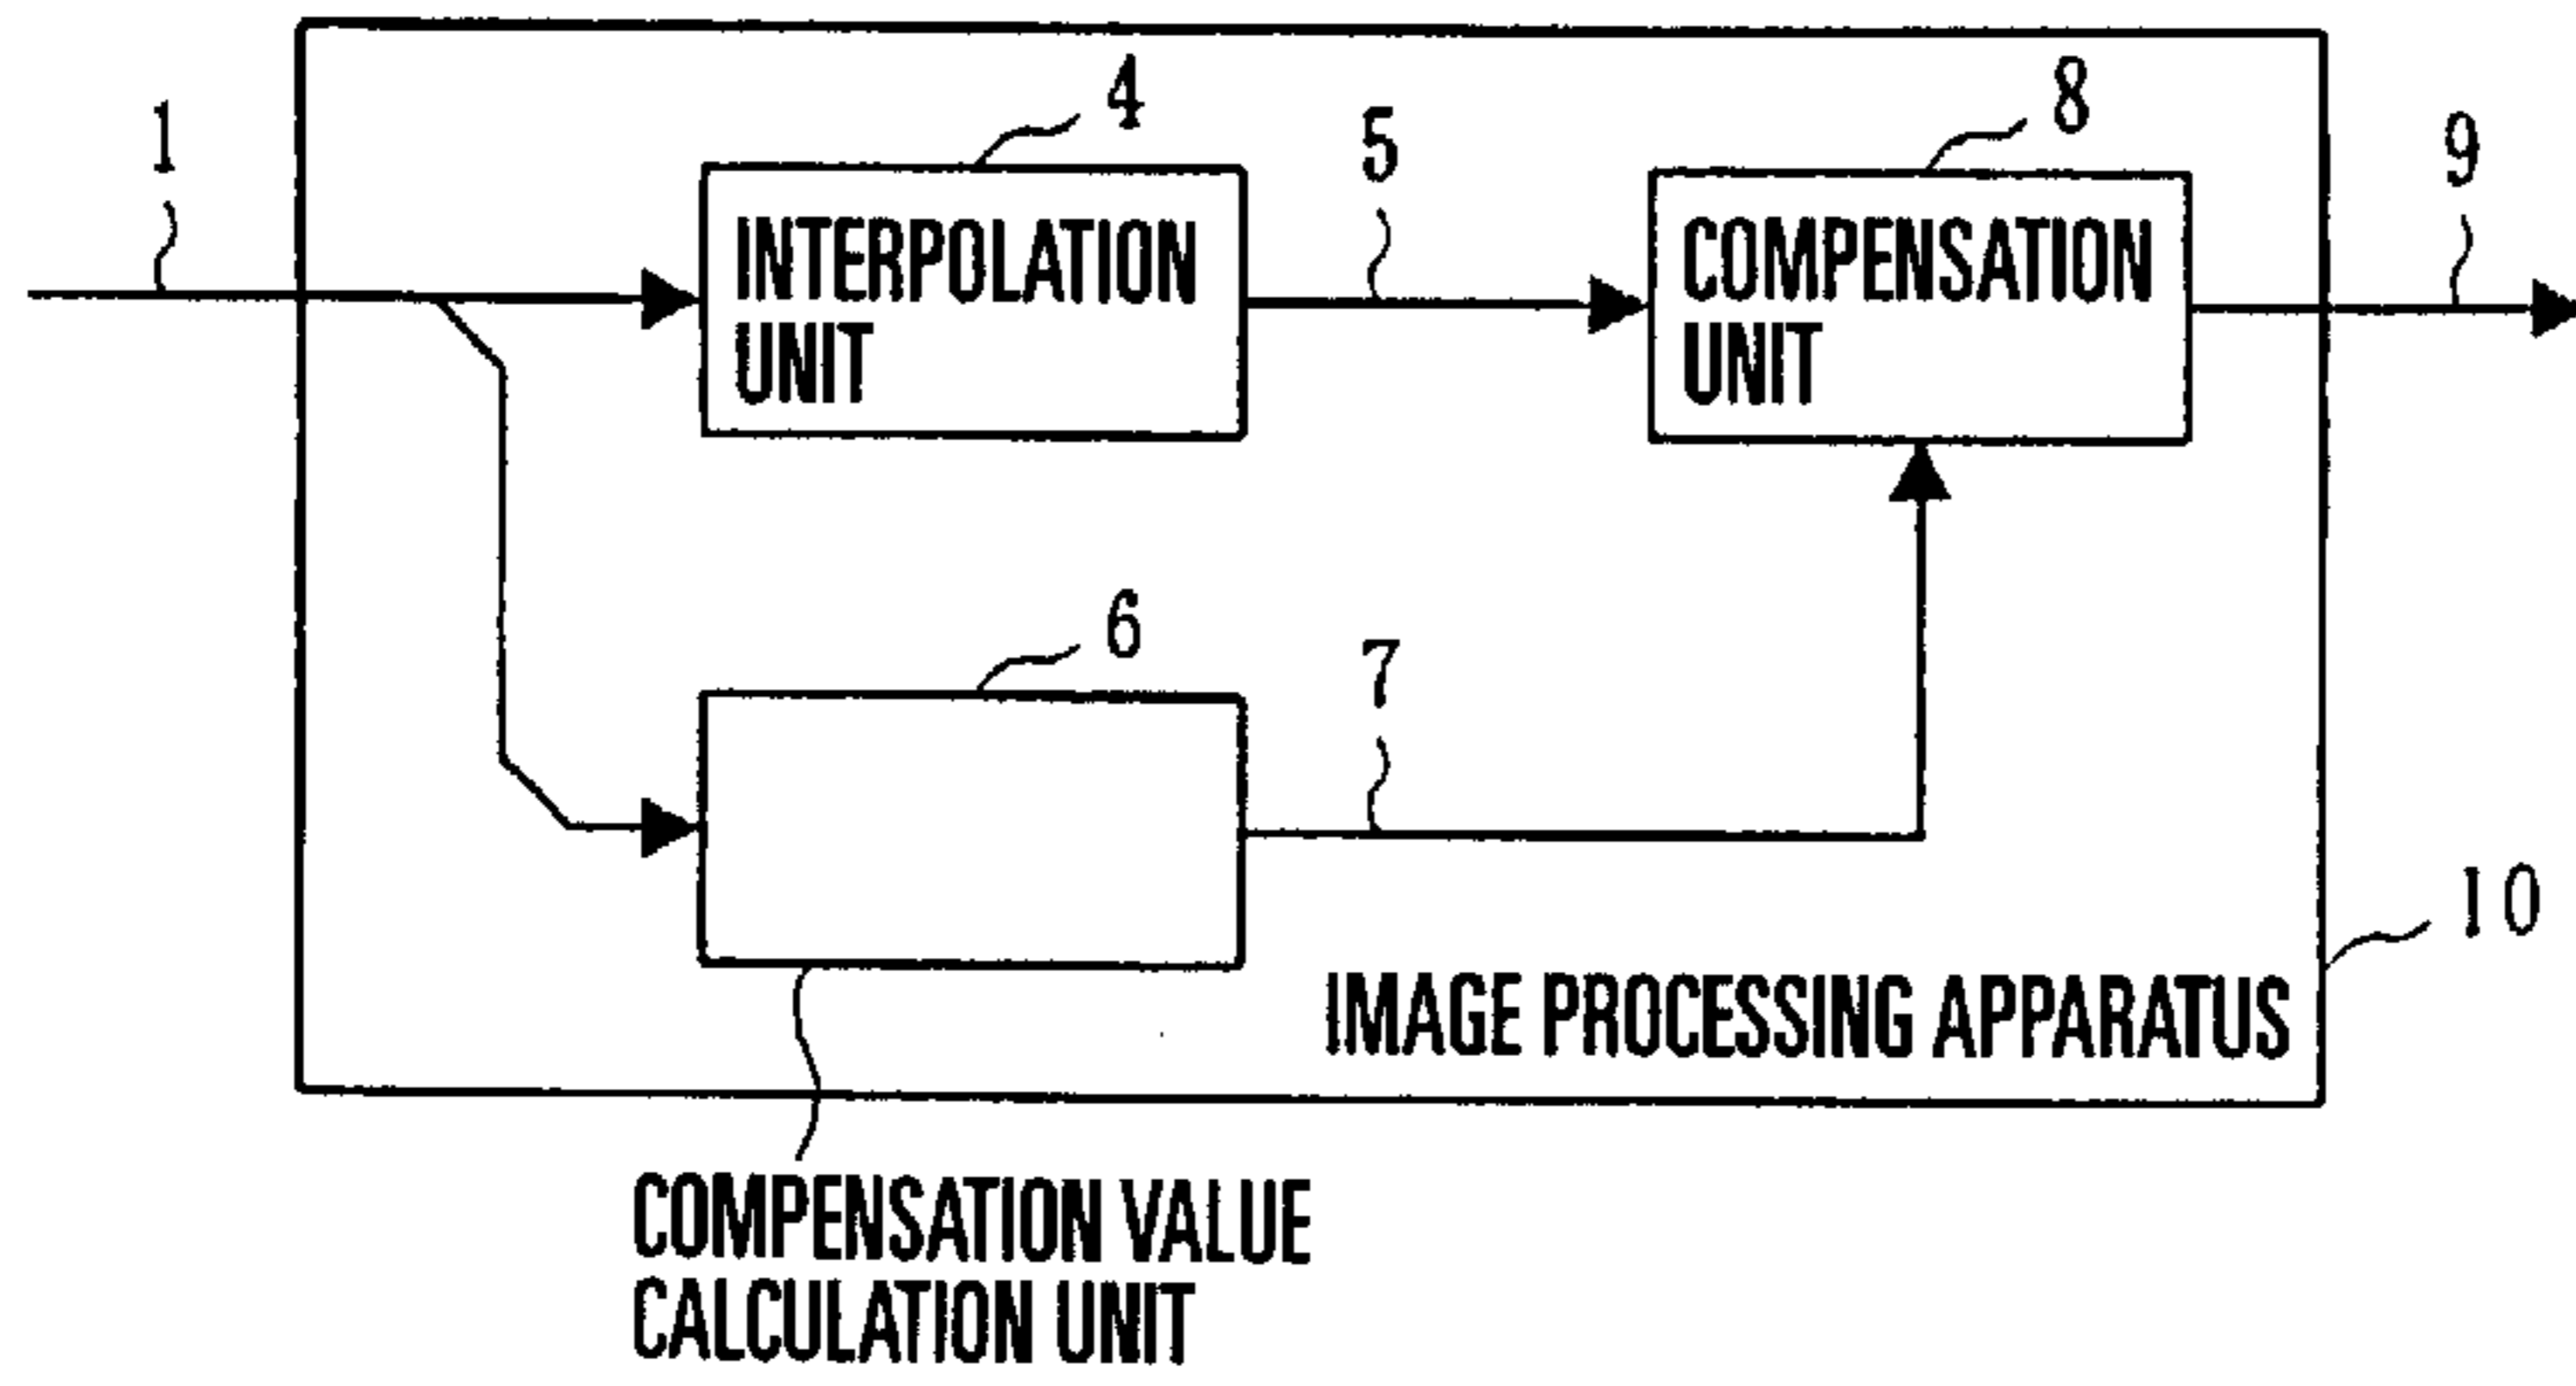 1
4
5
8
9
INTERPOLATION
UNIT
COMPENSATION
UNIT
6
7
10
IMAGE PROCESSING APPARATUS
COMPENSATION VALUE
CALCULATION UNIT